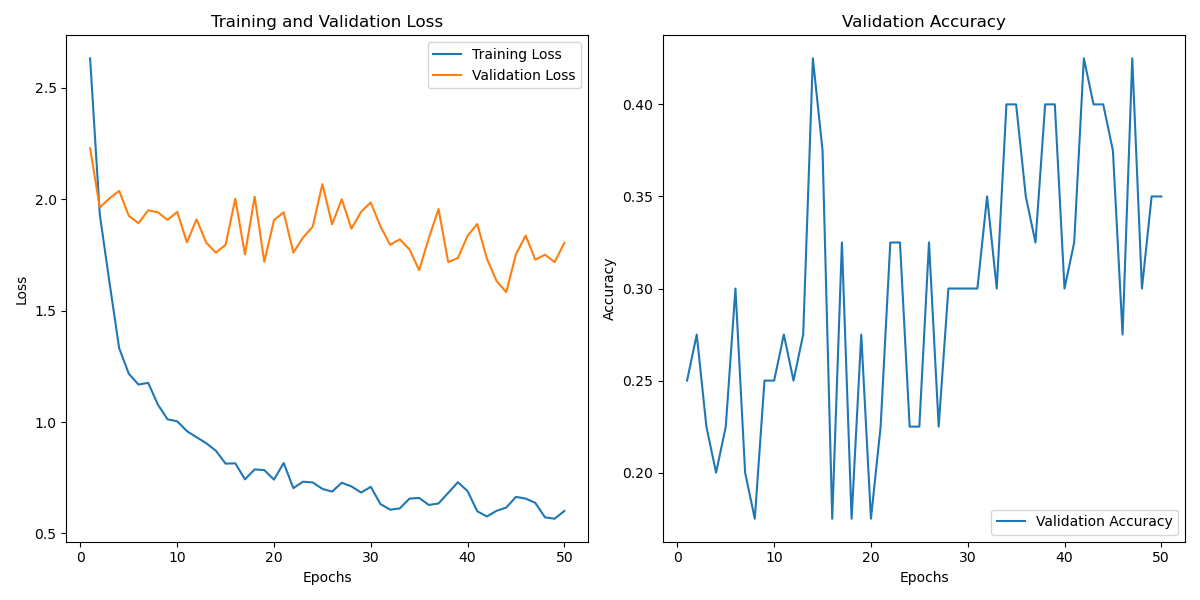 Training and Validation Loss
Training Loss
Validation Loss
2.5
2.0
1.5
1.0
0.5
Loss
0
10
20
30
40
50
Epochs
Validation Accuracy
0.40
0.35
0.30
0.25
0.20
Accuracy
Validation Accuracy
0
10
20
30
40
50
Epochs